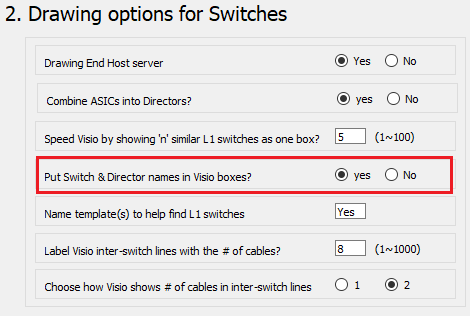 2. Drawing options for Switches
Drawing End Host server Yes No
Combine ASICs into Directors? yes No
Speed Visio by showing 'n' similar L1 switches as one box? 5 (1~100)
Put Switch & Director names in Visio boxes? yes No
Name template(s) to help find L1 switches Yes
Label Visio inter-switch lines with the # of cables? 8 (1~1000)
Choose how Visio shows # of cables in inter-switch lines 1 2